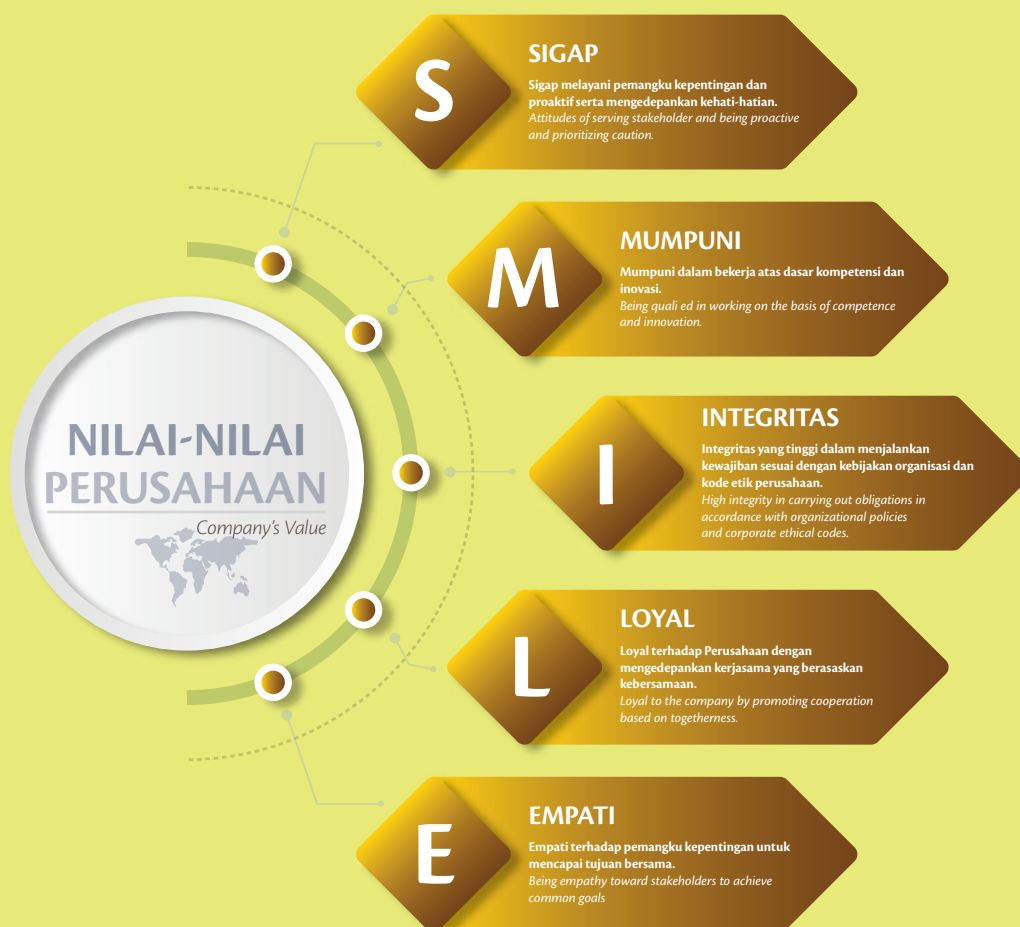 NILAI-NILAI
PERUSAHAAN
Company's Value
S
SIGAP
Sigap melayani pemangku kepentingan dan
proaktif serta mengedepankan kehati-hatian.
Attitudes of serving stakeholder and being proactive
and prioritizing caution.
M
MUMPUNI
Mumpuni dalam bekerja atas dasar kompetensi dan
inovasi.
Being quali ed in working on the basis of competence
and innovation.
I
INTEGRITAS
Integritas yang tinggi dalam menjalankan
kewajiban sesuai dengan kebijakan organisasi dan
kode etik perusahaan.
High integrity in carrying out obligations in
accordance with organizational policies
and corporate ethical codes.
L
LOYAL
Loyal terhadap Perusahaan dengan
mengedepankan kerjasama yang berasaskan
kebersamaan.
Loyal to the company by promoting cooperation
based on togetherness.
E
EMPATI
Empati terhadap pemangku kepentingan untuk
mencapai tujuan bersama.
Being empathy toward stakeholders to achieve
common goals